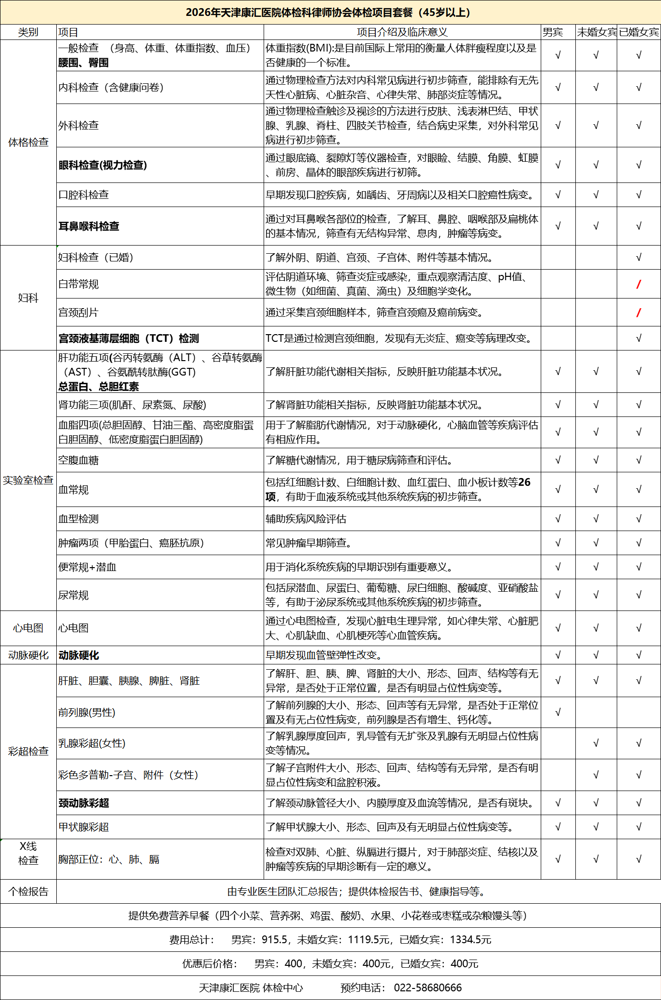 2026年天津康汇医院体检科律师协会体检项目套餐（45岁以上）
类别 项目 项目介绍及临床意义 男宾 未婚女宾 已婚女宾
体格检查
一般检查 （身高、体重、体重指数、血压）
腰围、臀围
体重指数(BMI):是目前国际上常用的衡量人体胖瘦程度以及是
否健康的一个标准。
√ √ √
内科检查（含健康问卷）
通过物理检查方法对内科常见病进行初步筛查，能排除有无先
天性心脏病、心脏杂音、心律失常、肺部炎症等情况。
√ √ √
外科检查
通过物理检查触诊及视诊的方法进行皮肤、浅表淋巴结、甲状
腺、乳腺、脊柱、四肢关节检查，结合病史采集，对外科常见
病进行初步筛查。
√ √ √
眼科检查(视力检查)
通过眼底镜、裂隙灯等仪器检查，对眼睑、结膜、角膜、虹膜
、前房、晶体的眼部疾病进行初筛。
√ √ √
口腔科检查
早期发现口腔疾病，如龋齿、牙周病以及相关口腔癌性病变。
√ √ √
耳鼻喉科检查
通过对耳鼻喉各部位的检查，了解耳、鼻腔、咽喉部及扁桃体
的基本情况，筛查有无结构异常、息肉，肿瘤等病变。
√ √ √
妇科
妇科检查（已婚）
了解外阴、阴道、宫颈、子宫体、附件等基本情况。
√
白带常规
评估阴道环境、筛查炎症或感染，重点观察清洁度、pH值、
微生物（如细菌、真菌、滴虫）及细胞学变化。
/
宫颈刮片
通过采集宫颈细胞样本，筛查宫颈癌及癌前病变。
/
宫颈液基薄层细胞（TCT）检测
TCT是通过检测宫颈细胞，发现有无炎症、癌变等病理改变。
√
实验室检查
肝功能五项(谷丙转氨酶（ALT）、谷草转氨酶
（AST）、谷氨酰转肽酶(GGT)
总蛋白、总胆红素
了解肝脏功能代谢相关指标，反映肝脏功能基本状况。
√ √ √
肾功能三项(肌酐、尿素氮、尿酸)
了解肾脏功能相关指标，反映肾脏功能基本状况。
√ √ √
血脂四项(总胆固醇、甘油三酯、高密度脂蛋
白胆固醇、低密度脂蛋白胆固醇)
用于了解脂肪代谢情况，对于动脉硬化，心脑血管等疾病评估
有相应作用。
√ √ √
空腹血糖
了解糖代谢情况，用于糖尿病筛查和评估。
√ √ √
血常规
包括红细胞计数、白细胞计数、血红蛋白、血小板计数等26
项，有助于血液系统或其他系统疾病的初步筛查。
√ √ √
血型检测
辅助疾病风险评估
√ √ √
肿瘤两项（甲胎蛋白、癌胚抗原）
常见肿瘤早期筛查。
√ √ √
便常规+潜血
用于消化系统疾病的早期识别有重要意义。
√ √ √
尿常规
包括尿潜血、尿蛋白、葡萄糖、尿白细胞、酸碱度、亚硝酸盐
等，有助于泌尿系统或其他系统疾病的初步筛查。
√ √ √
心电图
心电图
通过心电图检查，发现心脏电生理异常，如心律失常、心脏肥
大、心肌缺血、心肌梗死等心血管疾病。
√ √ √
动脉硬化
动脉硬化
早期发现血管壁弹性改变。
√ √ √
彩超检查
肝脏、胆囊、胰腺、脾脏、肾脏
了解肝、胆、胰、脾、肾脏的大小、形态、回声、结构等有无
异常，是否处于正常位置，是否有明显占位性病变等。
√ √ √
前列腺(男性)
了解前列腺的大小、形态、回声等有无异常，是否处于正常位
置及有无占位性病变，前列腺是否有增生、钙化等。
√
乳腺彩超(女性)
了解乳腺厚度回声，乳导管有无扩张及乳腺有无明显占位性病
变等情况。
√ √
彩色多普勒-子宫、附件（女性）
了解子宫附件大小、形态、回声、结构等有无异常，是否有明
显占位性病变和盆腔积液。
√ √
颈动脉彩超
了解颈动脉管径大小、内膜厚度及血流等情况，是否有斑块。
√ √ √
甲状腺彩超
了解甲状腺大小、形态、回声及有无明显占位性病变等。
√ √ √
X线
检查
胸部正位：心、肺、膈
检查对双肺、心脏、纵膈进行摄片，对于肺部炎症、结核以及
肿瘤等疾病的早期诊断有一定的意义。
√ √ √
个检报告
由专业医生团队汇总报告；提供体检报告书、健康指导等。
提供免费营养早餐（四个小菜、营养粥、鸡蛋、酸奶、水果、小花卷或枣糕或杂粮馒头等）
费用总计： 男宾：915.5，未婚女宾：1119.5元，已婚女宾：1334.5元
优惠后价格： 男宾：400，未婚女宾：400元，已婚女宾：400元
天津康汇医院 体检中心 预约电话： 022-58680666